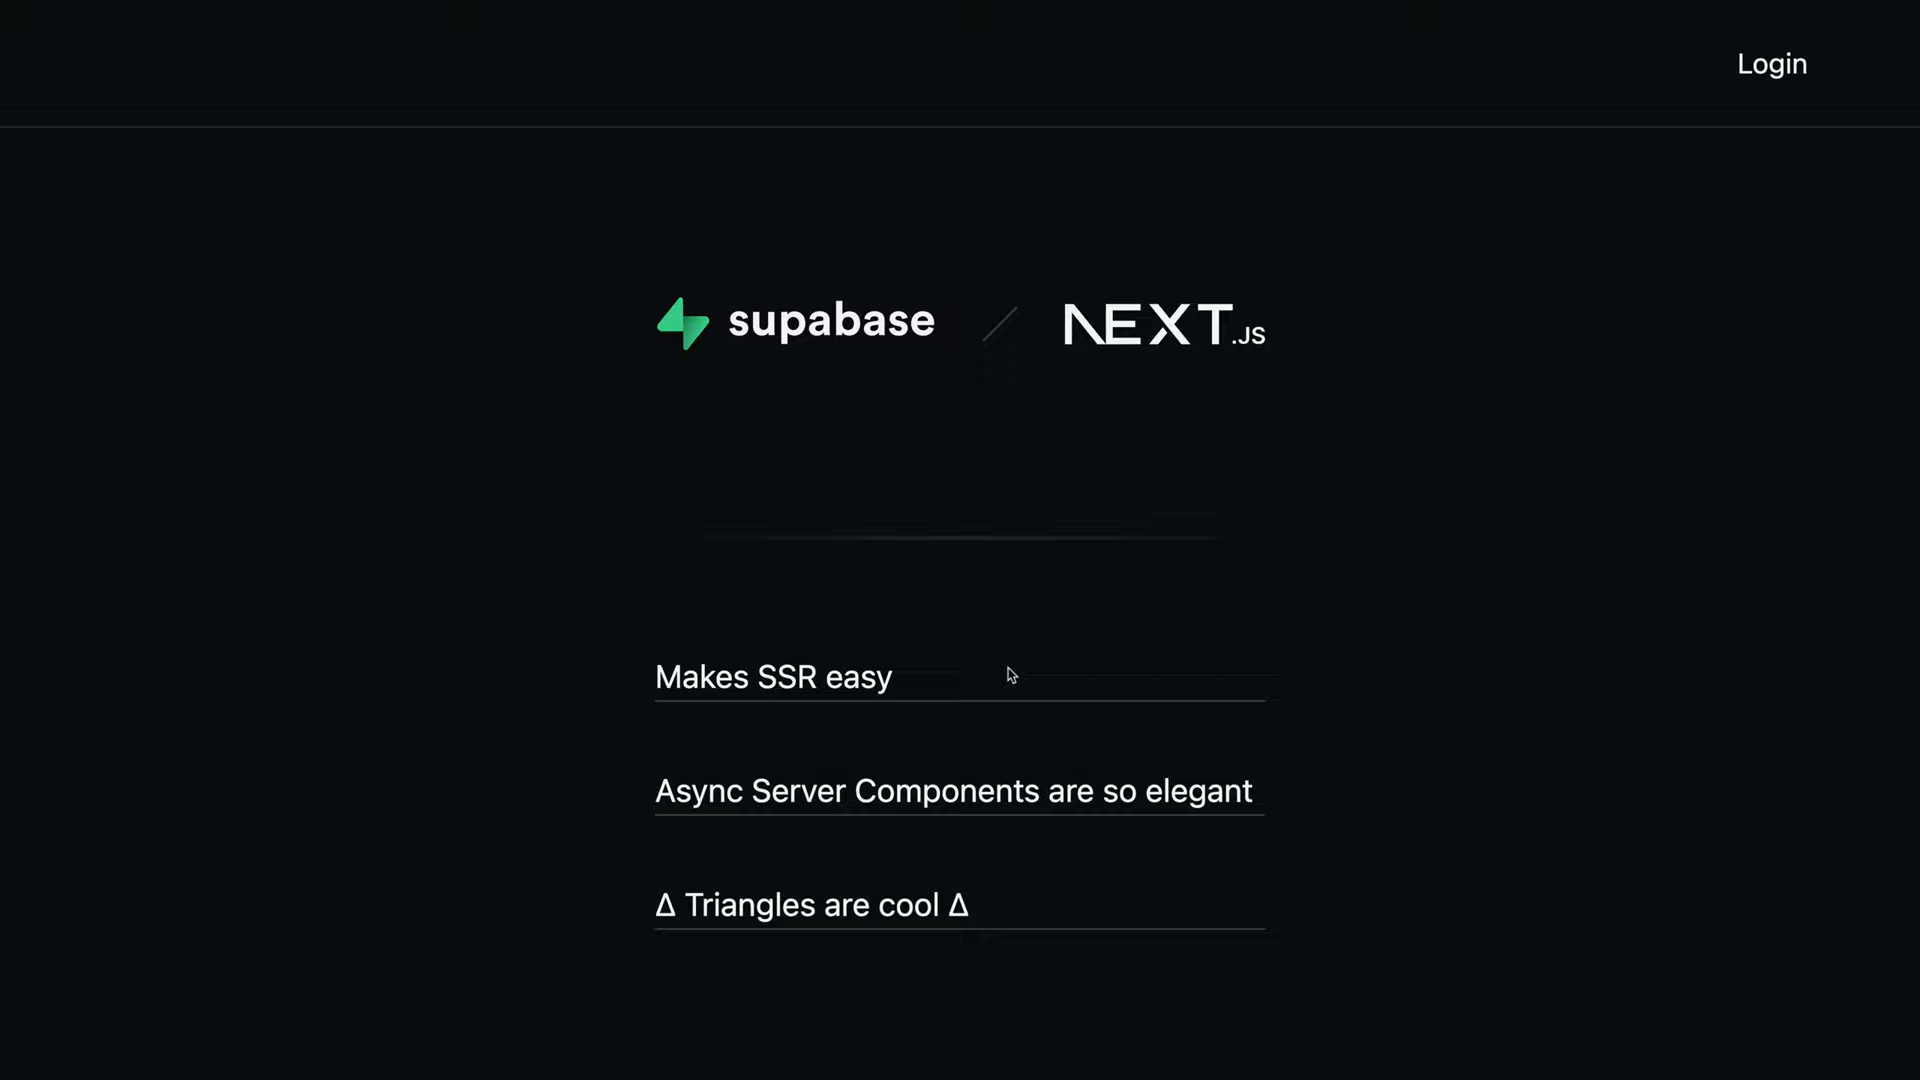 Login
supabase
NEXT.JS
Makes SSR easy
Async Server Components are so elegant
Δ Triangles are cool Δ